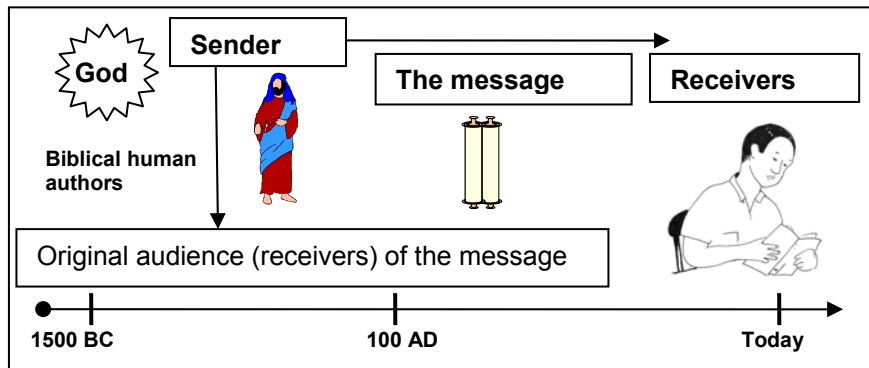 God
Sender
The message
Receivers
Biblical human
authors
Original audience (receivers) of the message
1500 BC
100 AD
Today